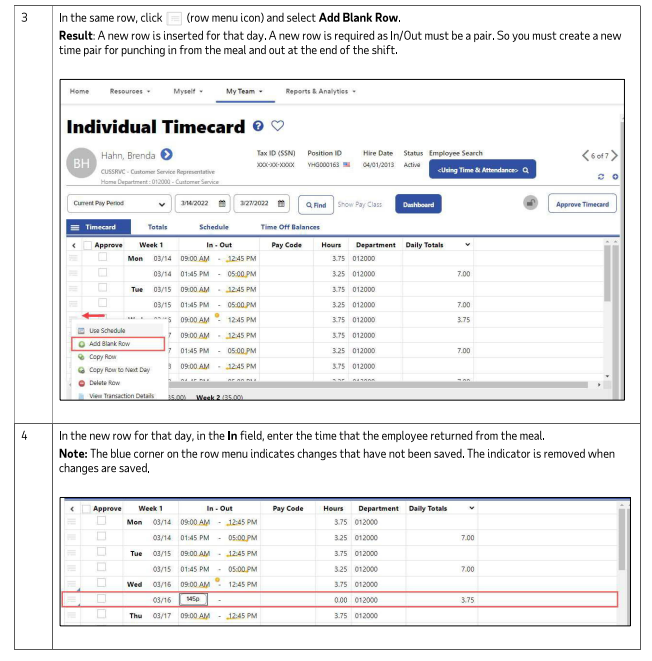 3
In the same row, click (row menu icon) and select Add Blank Row.
Result: A new row is inserted for that day. A new row is required as In/Out must be a pair. So you must create a new
time pair for punching in from the meal and out at the end of the shift.
Home Resources Myself My Team Reports & Analytics
Individual Timecard ?
BH
Hahn, Brenda
CUSSRVC - Customer Service Representative
Home Department : 012000 - Customer Service
Tax ID (SSN) Position ID Hire Date Status Employee Search
XXX-XX-XXXX YHG000163 04/01/2013 Active <Using Time & Attendance>
6 of 7
Current Pay Period 3/14/2022 3/27/2022 Find Show Pay Class Dashboard Approve Timecard
Timecard Totals Schedule Time Off Balances
< Approve Week 1 In - Out Pay Code Hours Department Daily Totals
Mon 03/14 09:00 AM - 12:45 PM 3.75 012000
03/14 01:45 PM - 05:00 PM 3.25 012000 7.00
Tue 03/15 09:00 AM - 12:45 PM 3.75 012000
03/15 01:45 PM - 05:00 PM 3.25 012000 7.00
09:00 AM - 12:45 PM 3.75 012000 3.75
Use Schedule
7 09:00 AM - 12:45 PM 3.75 012000
Add Blank Row
7 01:45 PM - 05:00 PM 3.25 012000 7.00
Copy Row
Copy Row to Next Day
09:00 AM - 12:45 PM 3.75 012000
Delete Row
View Transaction Details
Week 2 (35.00)
4
In the new row for that day, in the In field, enter the time that the employee returned from the meal.
Note: The blue corner on the row menu indicates changes that have not been saved. The indicator is removed when
changes are saved.
< Approve Week 1 In - Out Pay Code Hours Department Daily Totals
Mon 03/14 09:00 AM - 12:45 PM 3.75 012000
03/14 01:45 PM - 05:00 PM 3.25 012000 7.00
Tue 03/15 09:00 AM - 12:45 PM 3.75 012000
03/15 01:45 PM - 05:00 PM 3.25 012000 7.00
Wed 03/16 09:00 AM - 12:45 PM 3.75 012000
03/16 145p - 0.00 012000 3.75
Thu 03/17 09:00 AM - 12:45 PM 3.75 012000